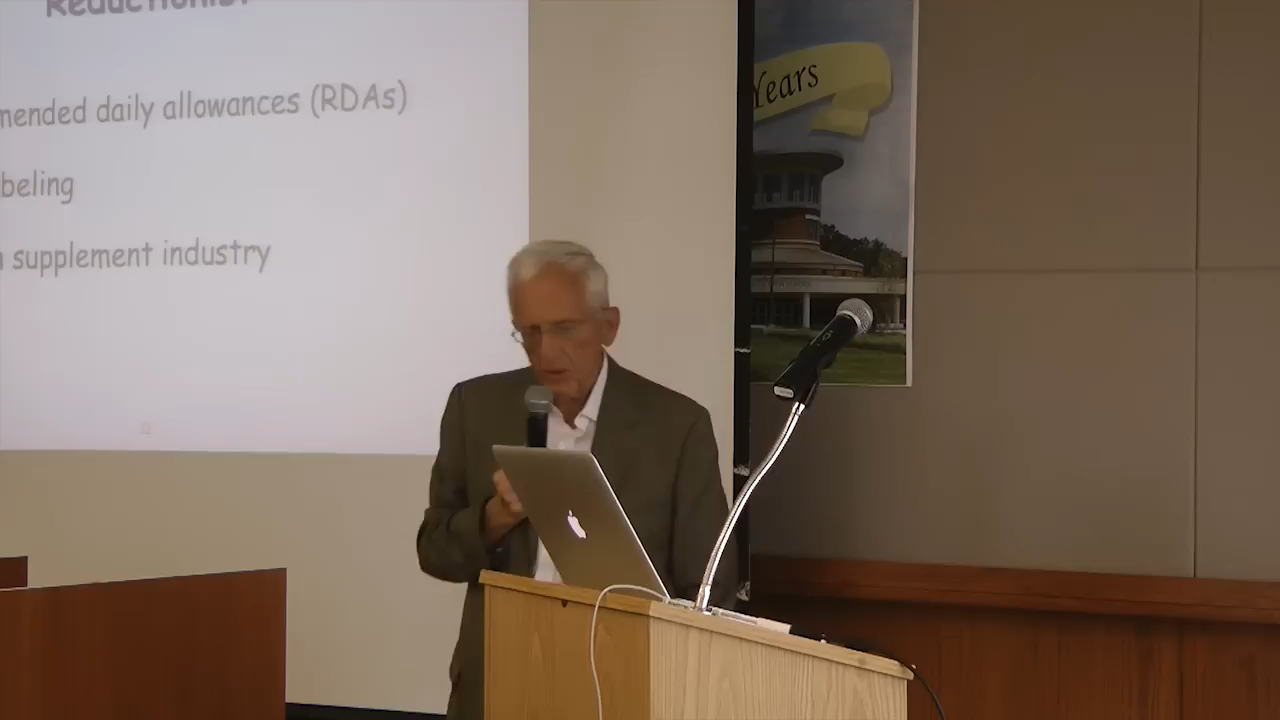 mended daily allowances (RDAs)
beling
supplement industry
Years